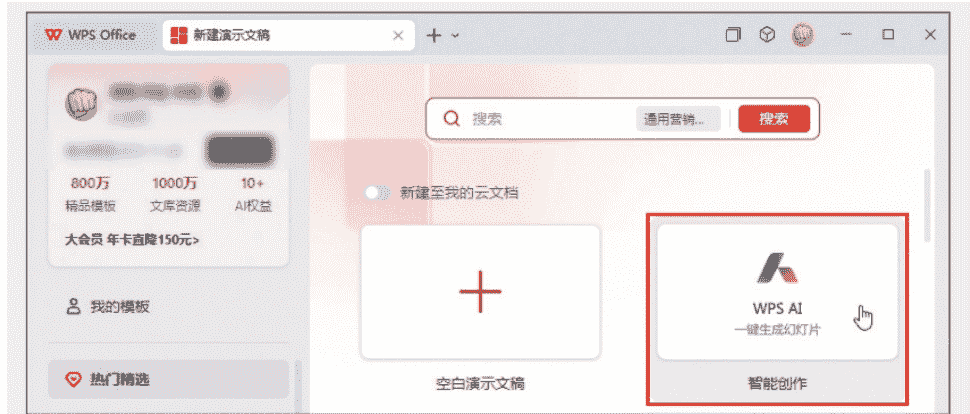 WPS Office
新建演示文稿
搜索
通用营销...
搜索
800万
1000万
10+
精品模板
文库资源
AI权益
大会员 年卡直降150元>
新建至我的云文档
我的模板
WPS AI
一键生成幻灯片
热门精选
空白演示文稿
智能创作